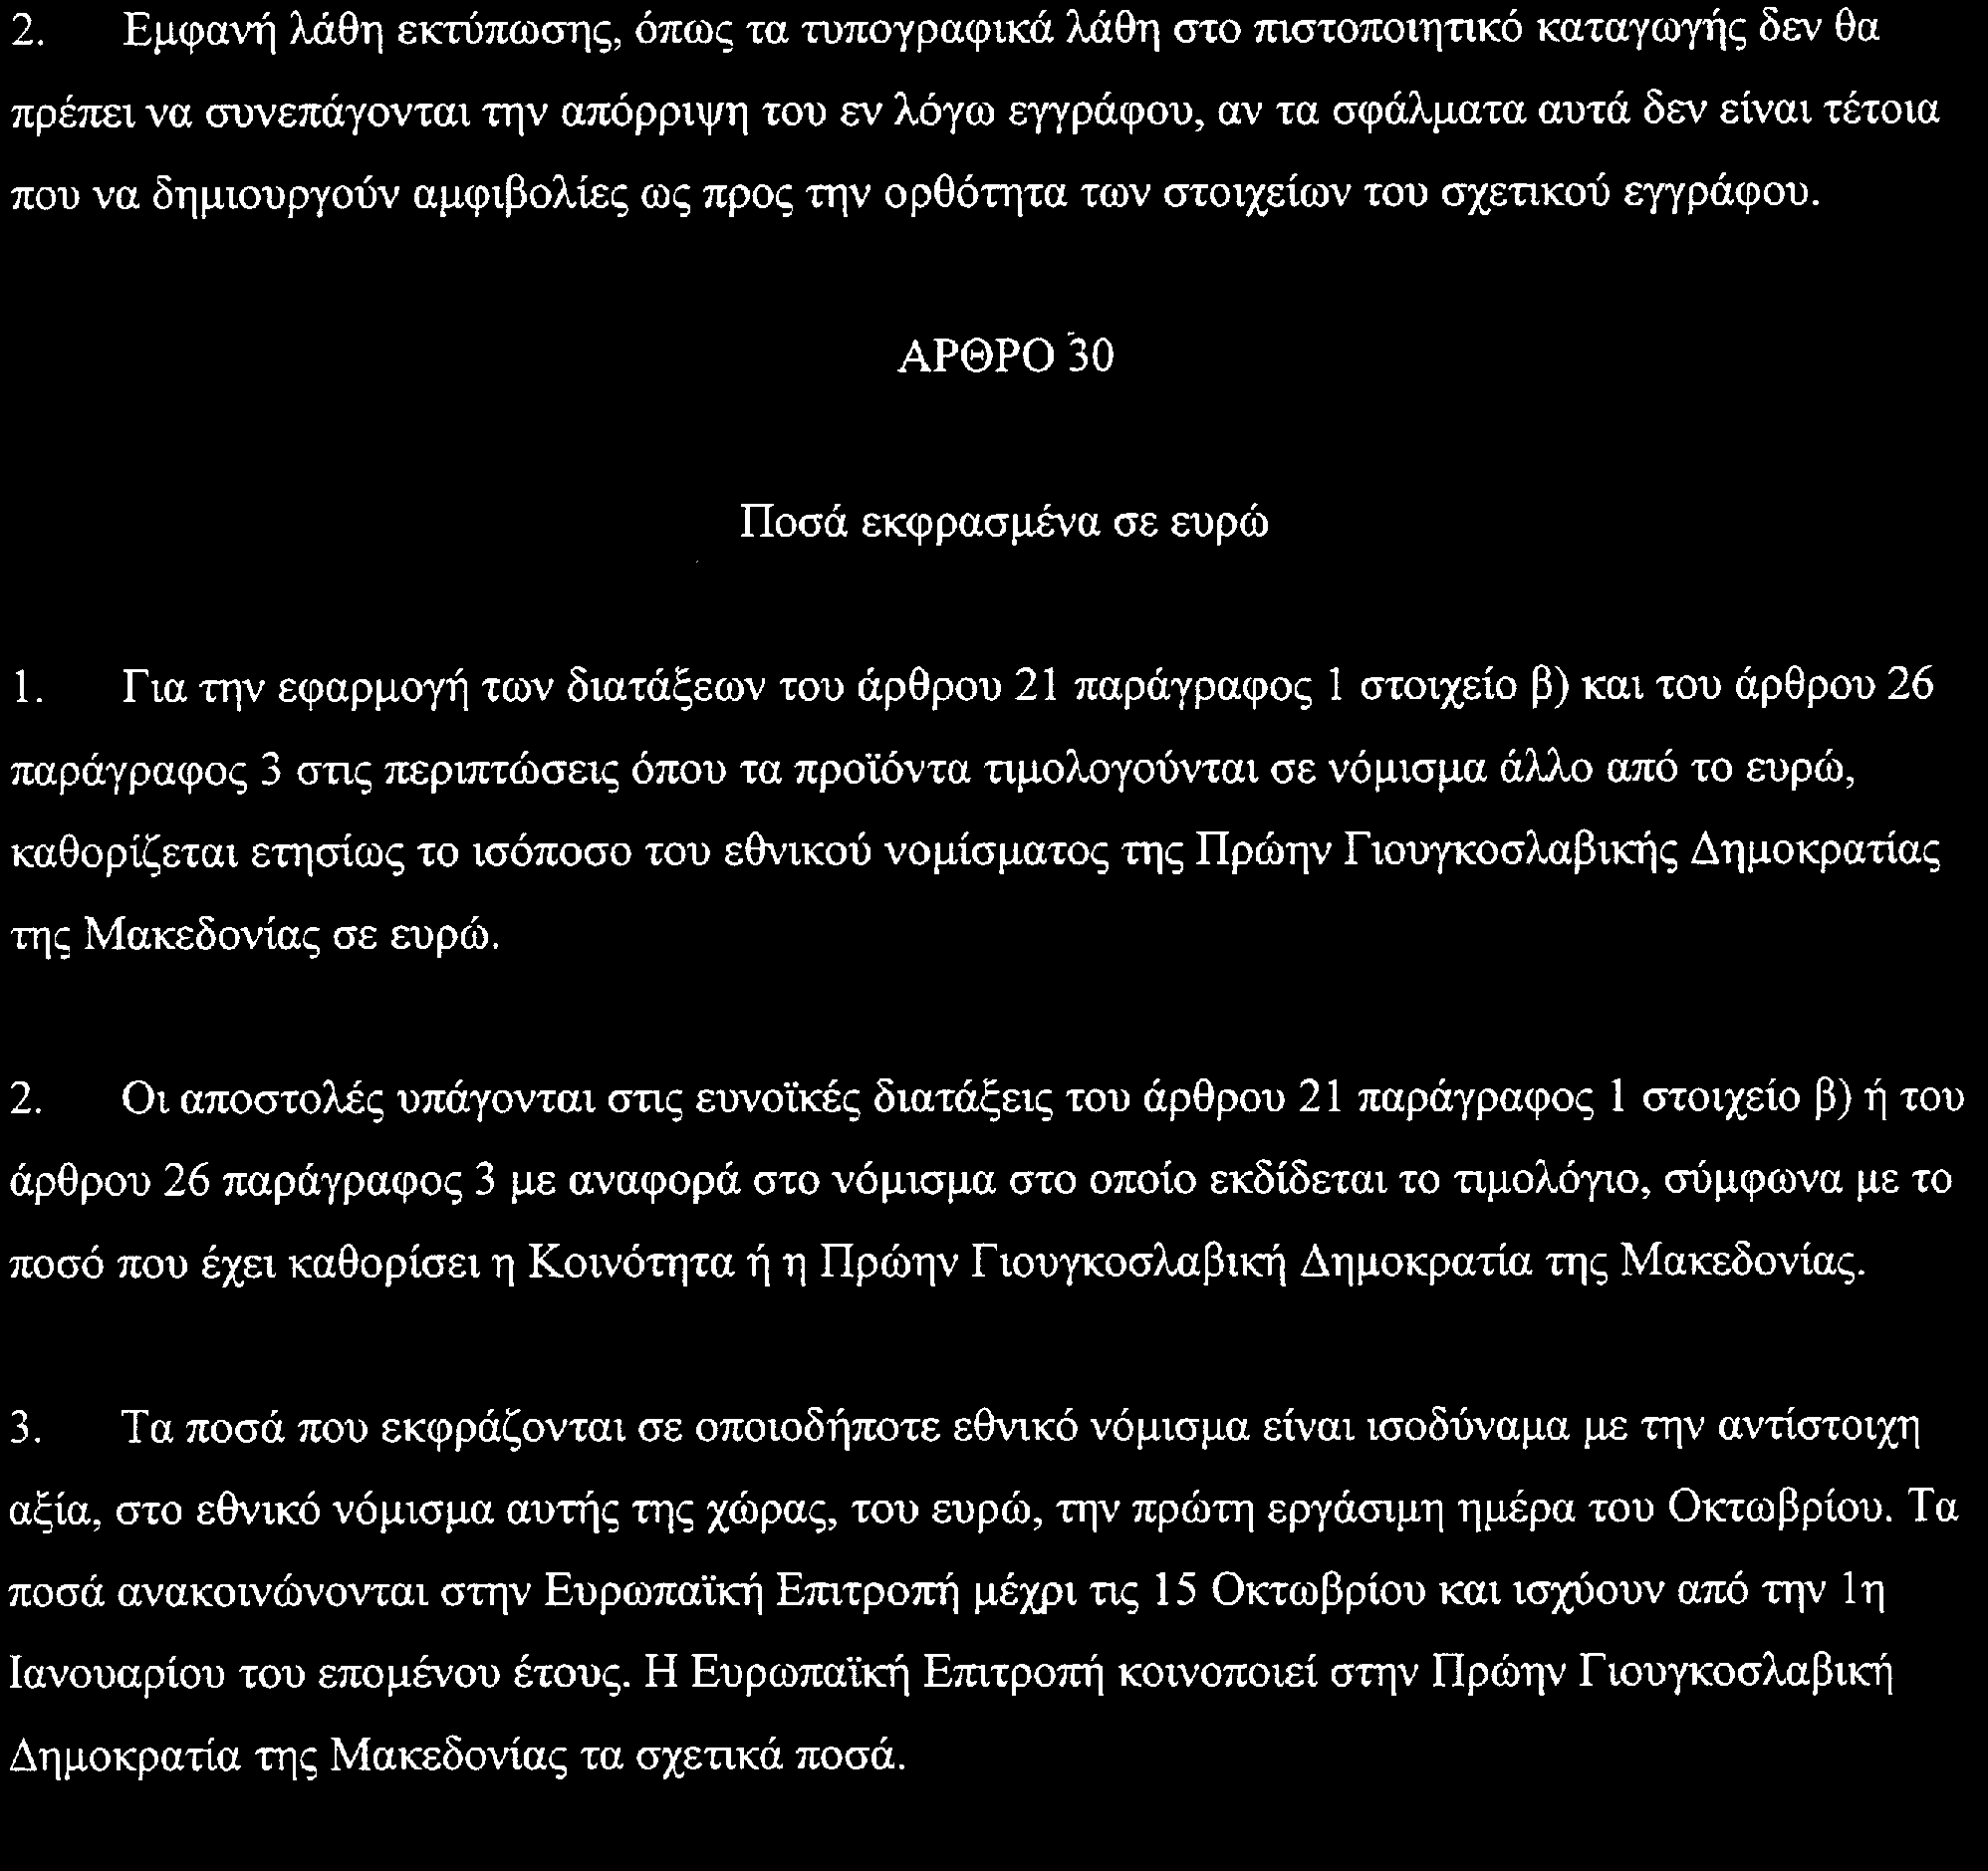 2. Εμφανή λάθη εκτύπωσης, όπως τα τυπογραφικά λάθη στο πιστοποιητικό καταγωγής δεν θα
πρέπει να συνεπάγονται την απόρριψη του εν λόγω εγγράφου, αν τα σφάλματα αυτά δεν είναι τέτοια
που να δημιουργούν αμφιβολίες ως προς την ορθότητα των στοιχείων του σχετικού εγγράφου.
ΑΡΘΡΟ 30
Ποσά εκφρασμένα σε ευρώ
1. Για την εφαρμογή των διατάξεων του άρθρου 21 παράγραφος 1 στοιχείο β) και του άρθρου 26
παράγραφος 3 στις περιπτώσεις όπου τα προϊόντα τιμολογούνται σε νόμισμα άλλο από το ευρώ,
καθορίζεται ετησίως το ισόποσο του εθνικού νομίσματος της Πρώην Γιουγκοσλαβικής Δημοκρατίας
της Μακεδονίας σε ευρώ.
2. Οι αποστολές υπάγονται στις ευνοϊκές διατάξεις του άρθρου 21 παράγραφος 1 στοιχείο β) ή του
άρθρου 26 παράγραφος 3 με αναφορά στο νόμισμα στο οποίο εκδίδεται το τιμολόγιο, σύμφωνα με το
ποσό που έχει καθορίσει η Κοινότητα ή η Πρώην Γιουγκοσλαβική Δημοκρατία της Μακεδονίας.
3. Τα ποσά που εκφράζονται σε οποιοδήποτε εθνικό νόμισμα είναι ισοδύναμα με την αντίστοιχη
αξία, στο εθνικό νόμισμα αυτής της χώρας, του ευρώ, την πρώτη εργάσιμη ημέρα του Οκτωβρίου. Τα
ποσά ανακοινώνονται στην Ευρωπαϊκή Επιτροπή μέχρι τις 15 Οκτωβρίου και ισχύουν από την 1η
Ιανουαρίου του επομένου έτους. Η Ευρωπαϊκή Επιτροπή κοινοποιεί στην Πρώην Γιουγκοσλαβική
Δημοκρατία της Μακεδονίας τα σχετικά ποσά.